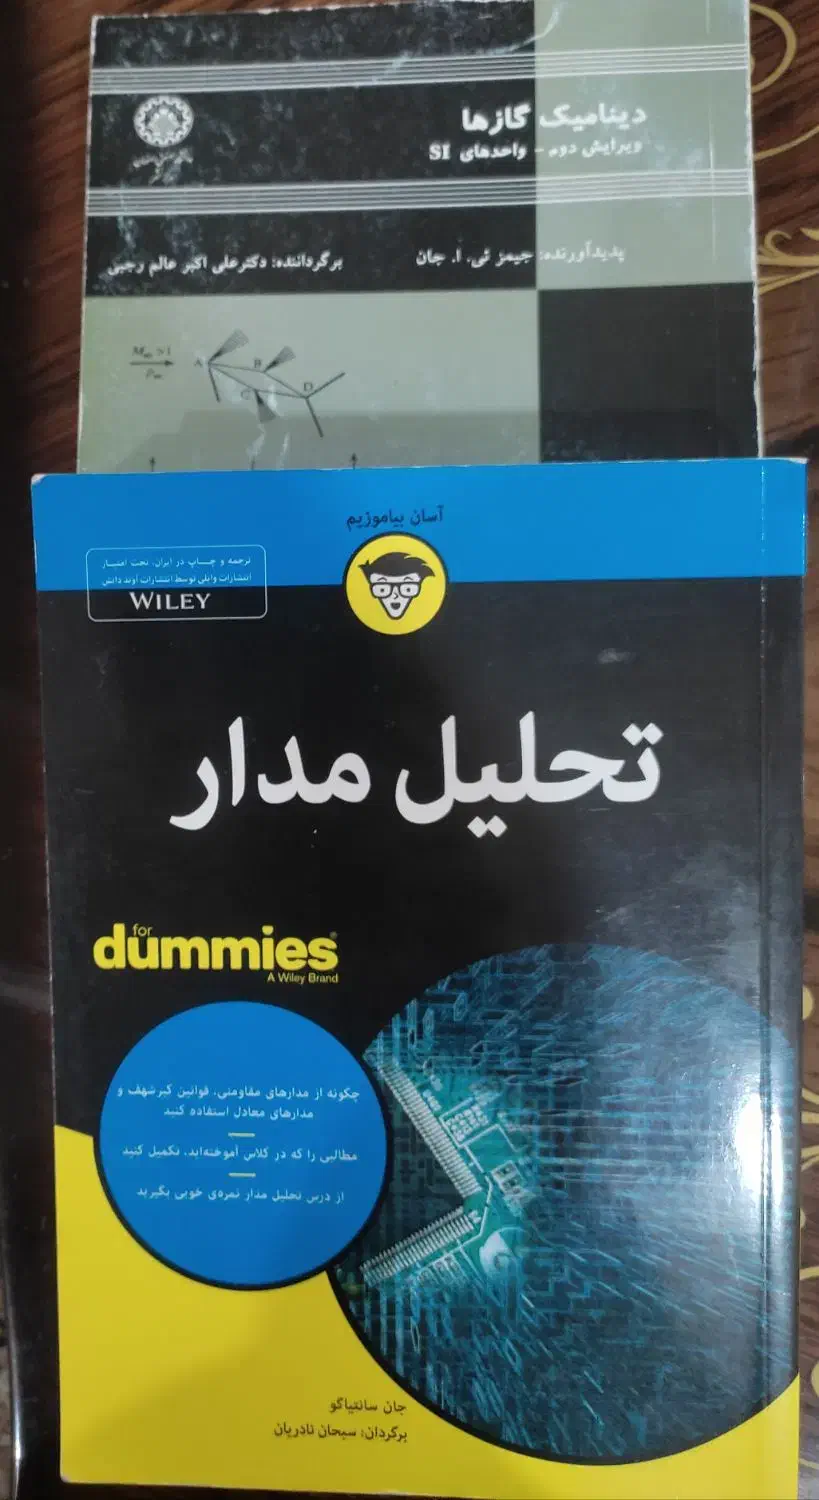 دینامیک گازها
ویرایش دوم - واحدهای SI
پدیدآورنده: جیمز ئی. اَ. جان
برگرداننده: دکتر علی اکبر عالم رجبی
M∞ >1
A
B
C
D
آسان بیاموزیم
ترجمه و چاپ در ایران، تحت امتیاز
انتشارات وایلی توسط انتشارات آوند دانش
WILEY
تحلیل مدار
for
dummies®
A Wiley Brand
چگونه از مدارهای مقاومتی، قوانین کیرشهف و
مدارهای معادل استفاده کنید
مطالبی را که در کلاس آموخته‌اید، تکمیل کنید
از درس تحلیل مدار نمره‌ی خوبی بگیرید
جان سانتیاگو
برگردان: سبحان نادریان